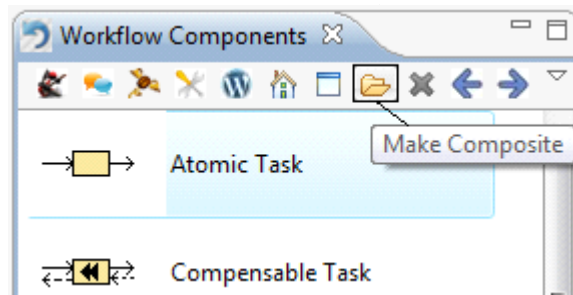 Workflow Components
Make Composite
Atomic Task
Compensable Task